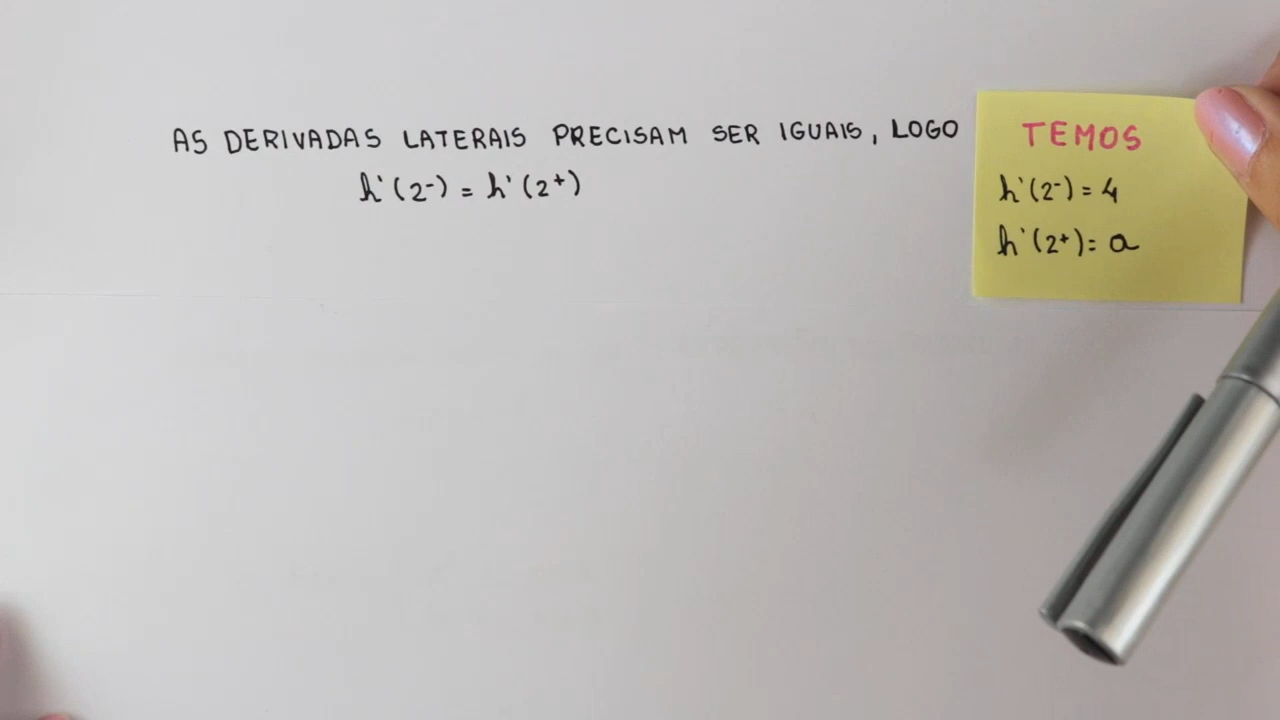 AS DERIVADAS LATERAIS PRECISAM SER IGUAIS, LOGO
h'(2⁻) = h'(2⁺)
TEMOS
h'(2⁻) = 4
h'(2⁺) = a